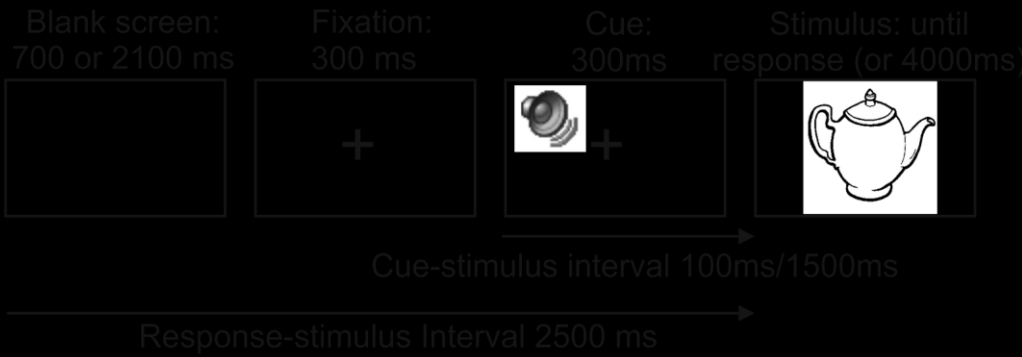 Blank screen:
700 or 2100 ms
Fixation:
300 ms
Cue:
300ms
Stimulus: until
response (or 4000ms)
Cue-stimulus interval 100ms/1500ms
Response-stimulus Interval 2500 ms